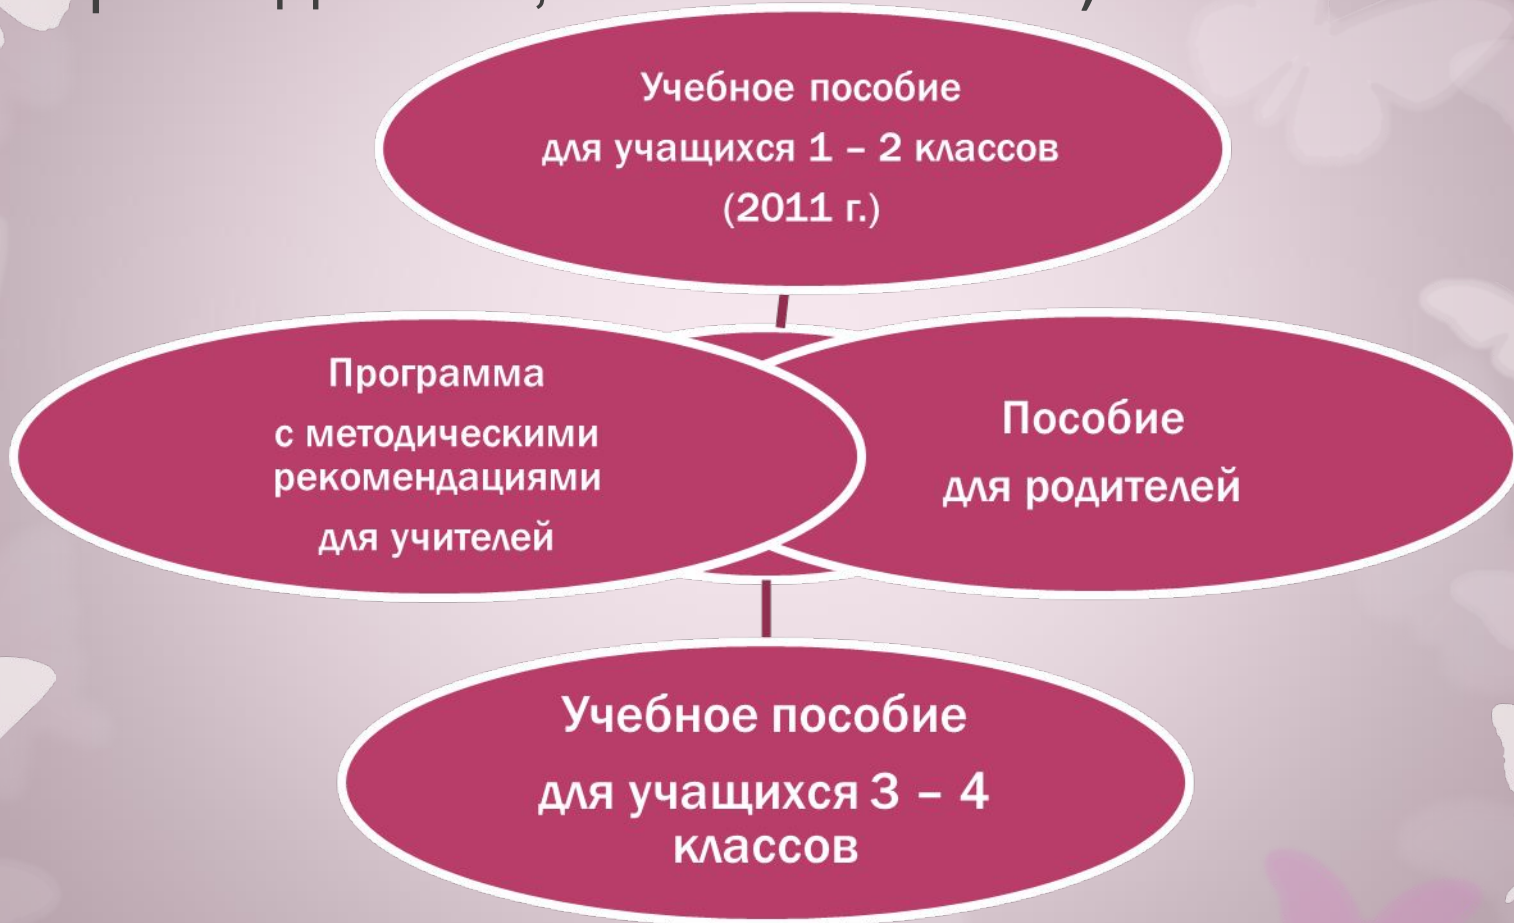 Учебное пособие
для учащихся 1 – 2 классов
(2011 г.)
Программа
с методическими
рекомендациями
для учителей
Пособие
для родителей
Учебное пособие
для учащихся 3 – 4
классов